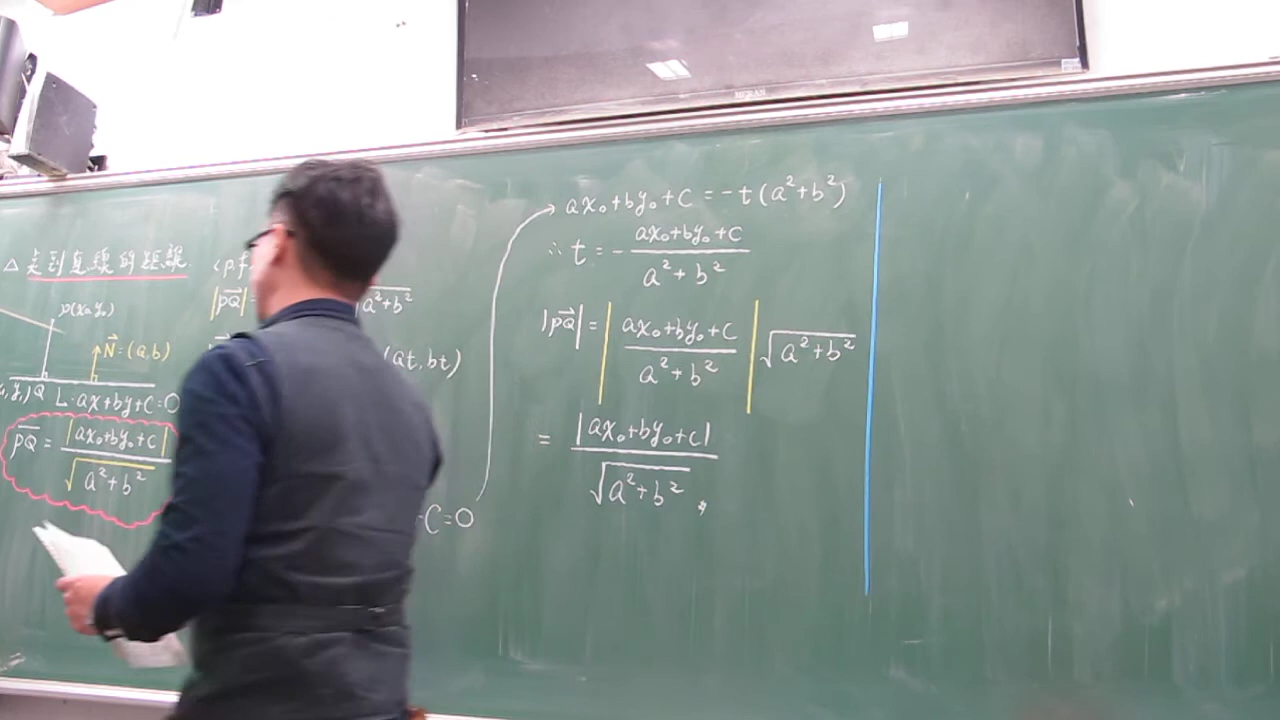 △ 点到直線的距離
P(x₀,y₀)
N⃗=(a,b)
Q L:ax+by+C=0
PQ = |ax₀+by₀+c| / √(a²+b²)
<pf
|PQ⃗|= √(a²+b²)
(at,bt)
C=0
ax₀+by₀+C=-t(a²+b²)
∴ t = - (ax₀+by₀+C) / (a²+b²)
|PQ⃗| = | (ax₀+by₀+C) / (a²+b²) | √(a²+b²)
= |ax₀+by₀+C| / √(a²+b²)